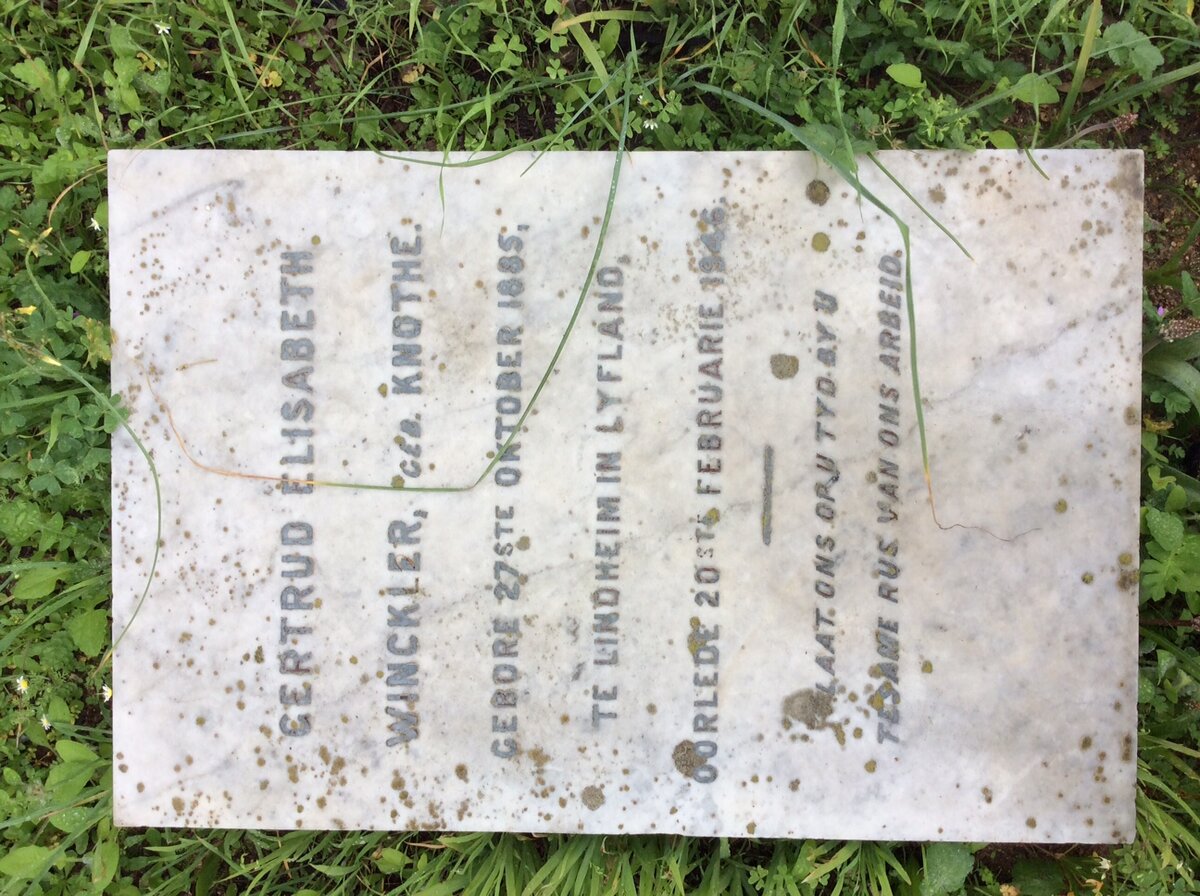 GERTRUD ELISABETH
WINCKLER, GEB. KNOTHE.
GEBORE 27STE OKTOBER 1885,
TE LINDHEIM IN LYFLAND,
OORLEDE 20STE FEBRUARIE 1946.
LAAT ONS OP U TYD BY U
TESAME RUS VAN ONS ARBEID.